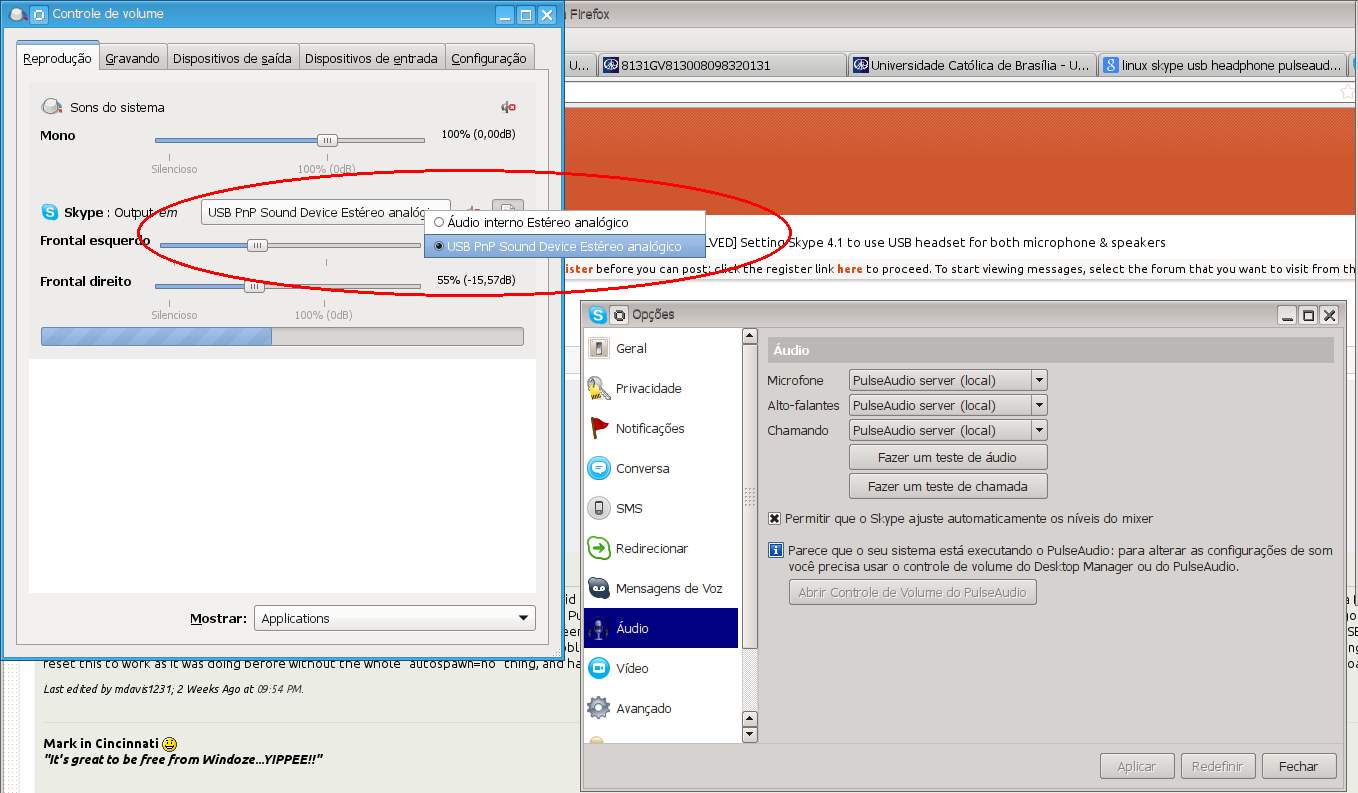 Controle de volume
Firefox
Reprodução
Gravando
Dispositivos de saída
Dispositivos de entrada
Configuração
U...
8131GV813008098320131
Universidade Católica de Brasília - U...
linux skype usb headphone pulseaud...
Sons do sistema
Mono
100% (0,00dB)
Silencioso
100% (0dB)
Skype : Output em
USB PnP Sound Device Estéreo
Áudio interno Estéreo analógico
USB PnP Sound Device Estéreo analógico
LVED] Setting Skype 4.1 to use USB headset for both microphone & speakers
Frontal esquerdo
ister before you can post: click the register link here to proceed. To start viewing messages, select the forum that you want to visit from th
Frontal direito
55% (-15,57dB)
Silencioso
100% (0dB)
Mostrar:
Applications
reset this to work as it was doing before without the whole "autospawn=no" thing, and
Last edited by mdavis1231; 2 Weeks Ago at 09:54 PM.
Mark in Cincinnati
"It's great to be free from Windoze...YIPPEE!!"
Opções
Geral
Privacidade
Notificações
Conversa
SMS
Redirecionar
Mensagens de Voz
Áudio
Vídeo
Avançado
Áudio
Microfone
PulseAudio server (local)
Alto-falantes
PulseAudio server (local)
Chamando
PulseAudio server (local)
Fazer um teste de áudio
Fazer um teste de chamada
Permitir que o Skype ajuste automaticamente os níveis do mixer
Parece que o seu sistema está executando o PulseAudio: para alterar as configurações de som
você precisa usar o controle de volume do Desktop Manager ou do PulseAudio.
Abrir Controle de Volume do PulseAudio
Aplicar
Redefinir
Fechar